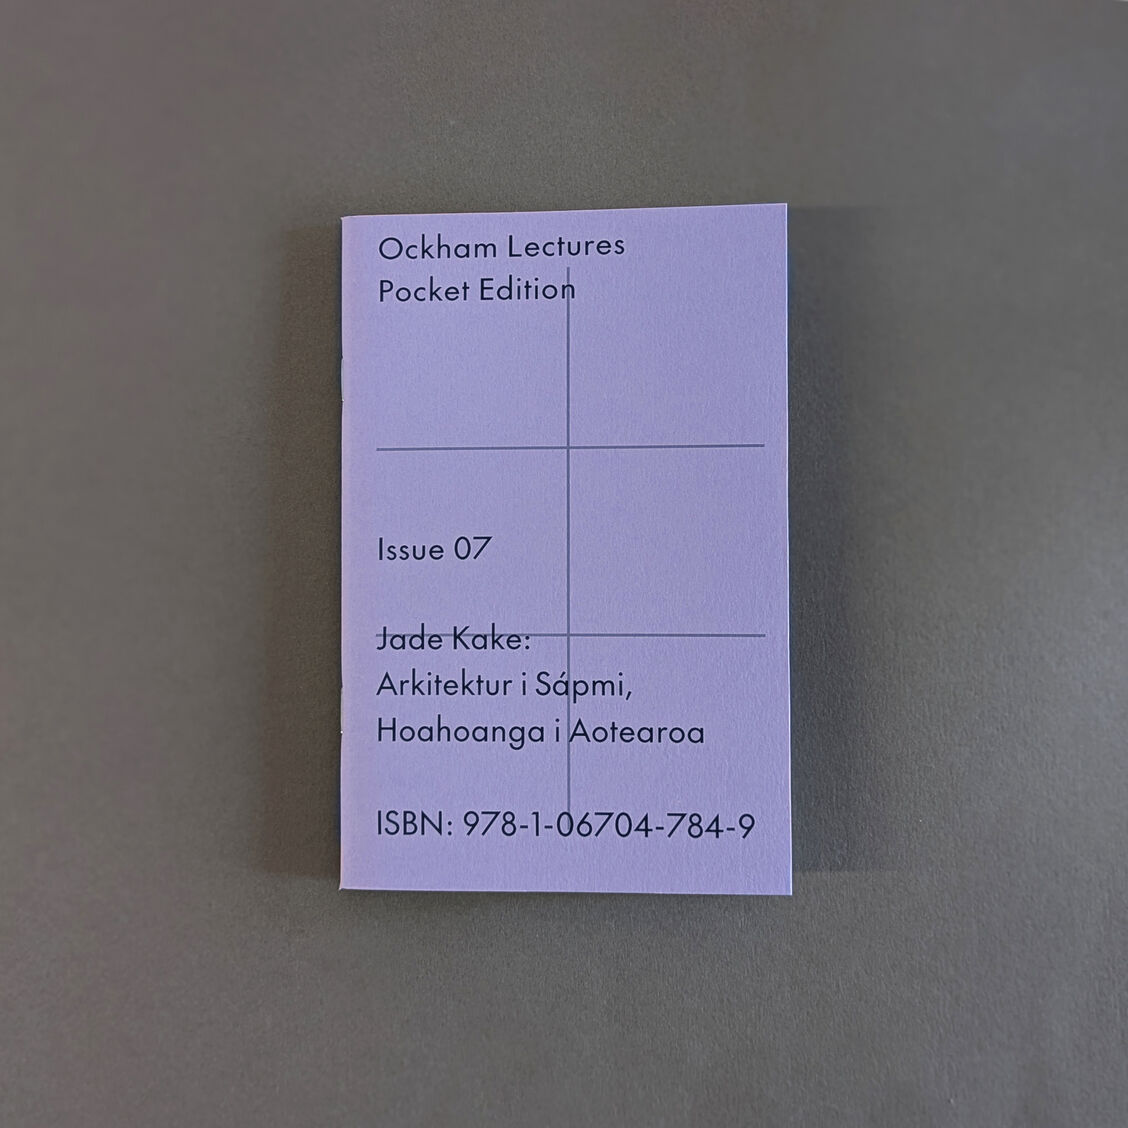 Ockham Lectures
Pocket Edition
Issue 07
Jade Kake:
Arkitektur i Sápmi,
Hoahoanga i Aotearoa
ISBN: 978-1-06704-784-9